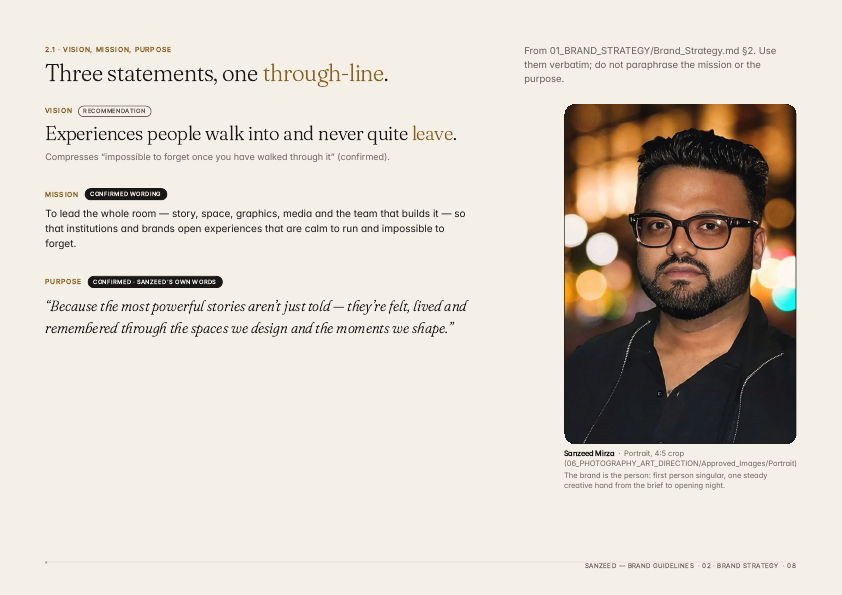 2.1 · VISION, MISSION, PURPOSE
Three statements, one through-line.
From 01_BRAND_STRATEGY/Brand_Strategy.md §2. Use
them verbatim; do not paraphrase the mission or the
purpose.
VISION RECOMMENDATION
Experiences people walk into and never quite leave.
Compresses “impossible to forget once you have walked through it” (confirmed).
MISSION CONFIRMED WORDING
To lead the whole room — story, space, graphics, media and the team that builds it — so
that institutions and brands open experiences that are calm to run and impossible to
forget.
PURPOSE CONFIRMED · SANZEED’S OWN WORDS
“Because the most powerful stories aren’t just told — they’re felt, lived and
remembered through the spaces we design and the moments we shape.”
Sanzeed Mirza · Portrait, 4:5 crop
(06_PHOTOGRAPHY_ART_DIRECTION/Approved_Images/Portrait)
The brand is the person: first person singular, one steady
creative hand from the brief to opening night.
SANZEED — BRAND GUIDELINES · 02 · BRAND STRATEGY · 08